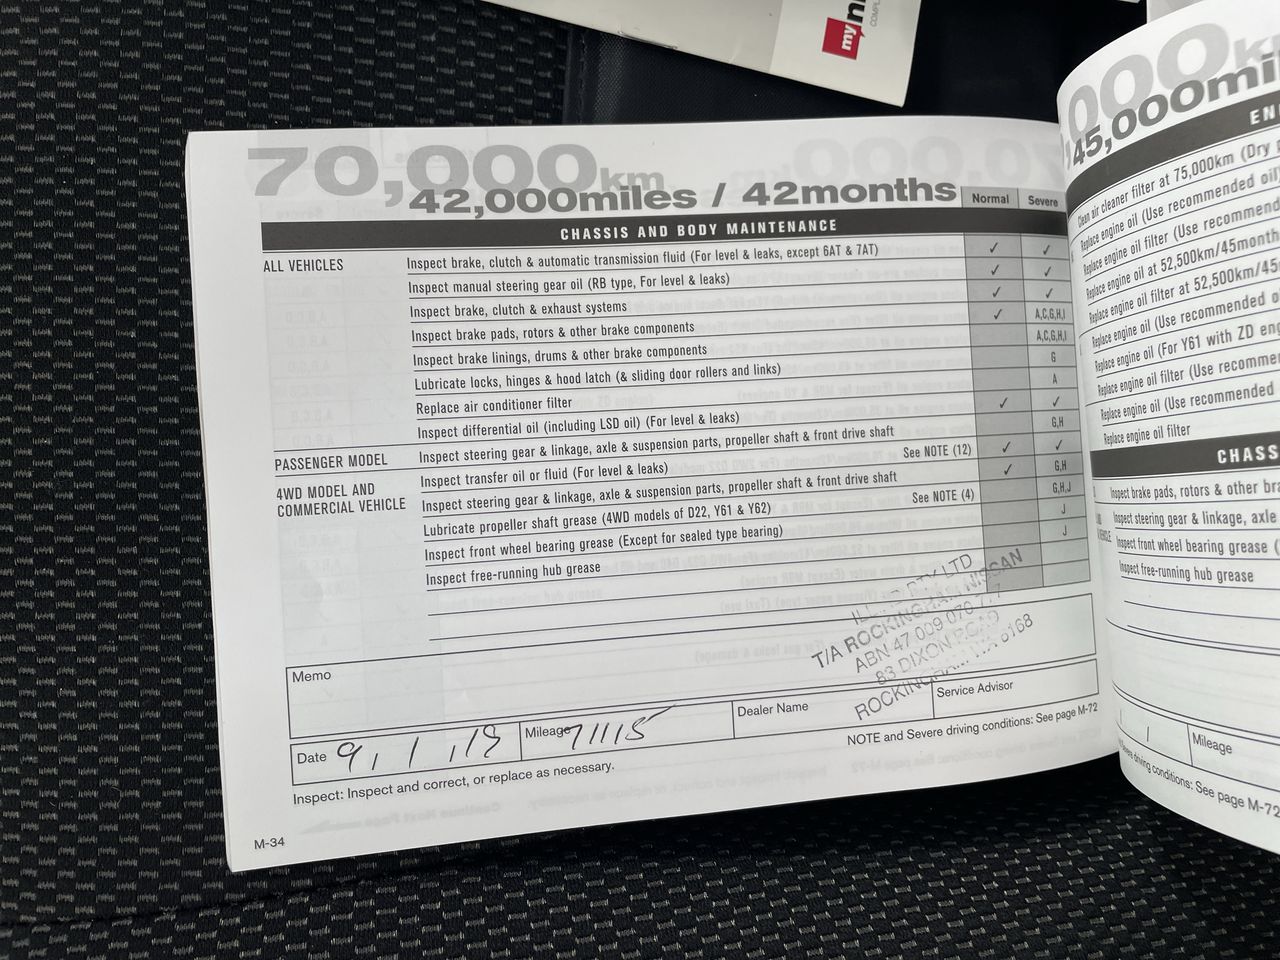 my
70,000km
42,000miles / 42months
Normal
Severe
CHASSIS AND BODY MAINTENANCE
ALL VEHICLES
Inspect brake, clutch & automatic transmission fluid (For level & leaks, except 6AT & 7AT) ✓ ✓
Inspect manual steering gear oil (RB type, For level & leaks) ✓ ✓
Inspect brake, clutch & exhaust systems ✓ ✓
Inspect brake pads, rotors & other brake components ✓ A,C,G,H,I
Inspect brake linings, drums & other brake components A,C,G,H,I
Lubricate locks, hinges & hood latch (& sliding door rollers and links) G
Replace air conditioner filter A
Inspect differential oil (including LSD oil) (For level & leaks) ✓ ✓
PASSENGER MODEL
Inspect steering gear & linkage, axle & suspension parts, propeller shaft & front drive shaft G,H
4WD MODEL AND
COMMERCIAL VEHICLE
Inspect transfer oil or fluid (For level & leaks) See NOTE (12) ✓ ✓
Inspect steering gear & linkage, axle & suspension parts, propeller shaft & front drive shaft ✓ G,H
Lubricate propeller shaft grease (4WD models of D22, Y61 & Y62) See NOTE (4) G,H,J
Inspect front wheel bearing grease (Except for sealed type bearing) J
Inspect free-running hub grease J
PTY LTD
T/A ROCKINGHAM NISSAN
ABN 47 009 070
83 DIXON ROAD
ROCKINGHAM WA 6168
Memo
Date 9, 1, 19
Mileage 71115
Dealer Name
Service Advisor
Inspect: Inspect and correct, or replace as necessary.
NOTE and Severe driving conditions: See page M-72
M-34
45,000mi
Clean air cleaner filter at 75,000km (Dry
Replace engine oil (Use recommended oil)
Replace engine oil filter (Use recommend
Replace engine oil at 52,500km/45month
Replace engine oil filter at 52,500km/45
Replace engine oil (Use recommended
Replace engine oil (For Y61 with ZD eng
Replace engine oil filter (Use recomme
Replace engine oil (Use recommended
Replace engine oil filter
CHASS
Inspect brake pads, rotors & other bra
Inspect steering gear & linkage, axle
Inspect front wheel bearing grease (
Inspect free-running hub grease
Mileage
driving conditions: See page M-72